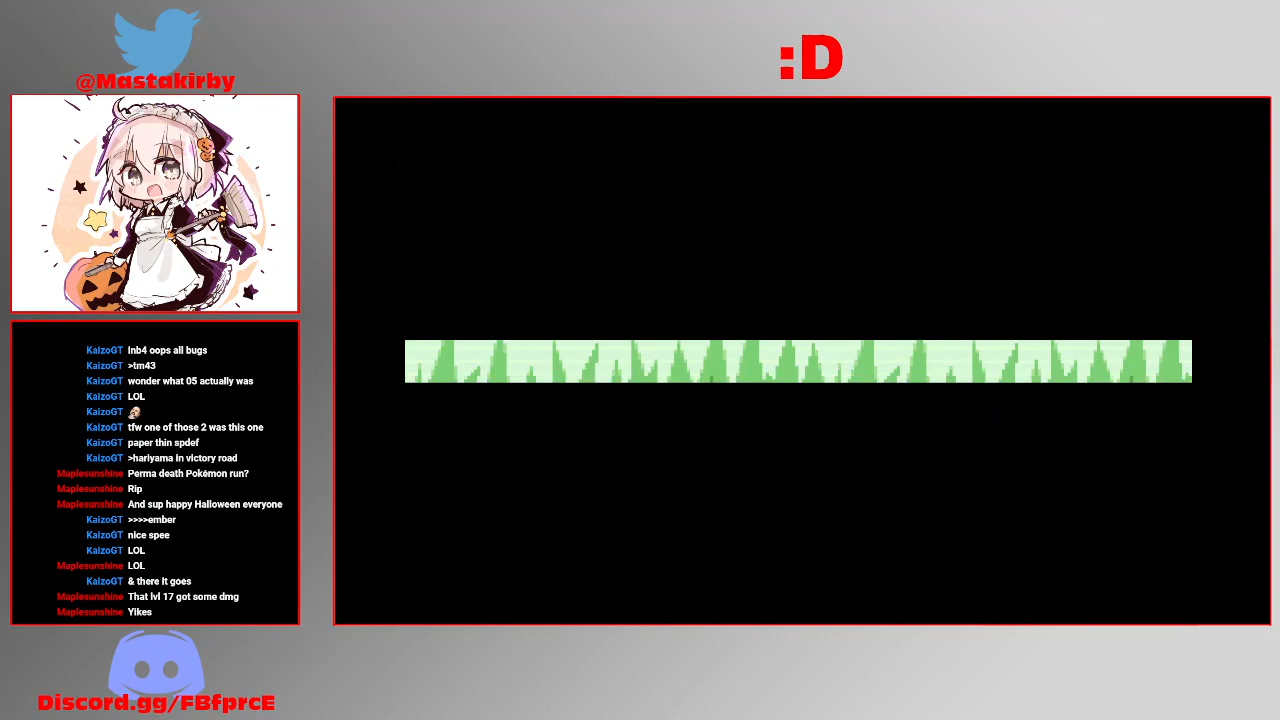 @Mastakirby
:D
KaizoGT Inb4 oops all bugs
KaizoGT >tm43
KaizoGT wonder what 05 actually was
KaizoGT LOL
KaizoGT
KaizoGT tfw one of those 2 was this one
KaizoGT paper thin spdef
KaizoGT >hariyama in victory road
Maplesunshine Perma death Pokémon run?
Maplesunshine Rip
Maplesunshine And sup happy Halloween everyone
KaizoGT >>>>ember
KaizoGT nice spee
KaizoGT LOL
Maplesunshine LOL
KaizoGT & there it goes
Maplesunshine That lvl 17 got some dmg
Maplesunshine Yikes
Discord.gg/FBfprcE